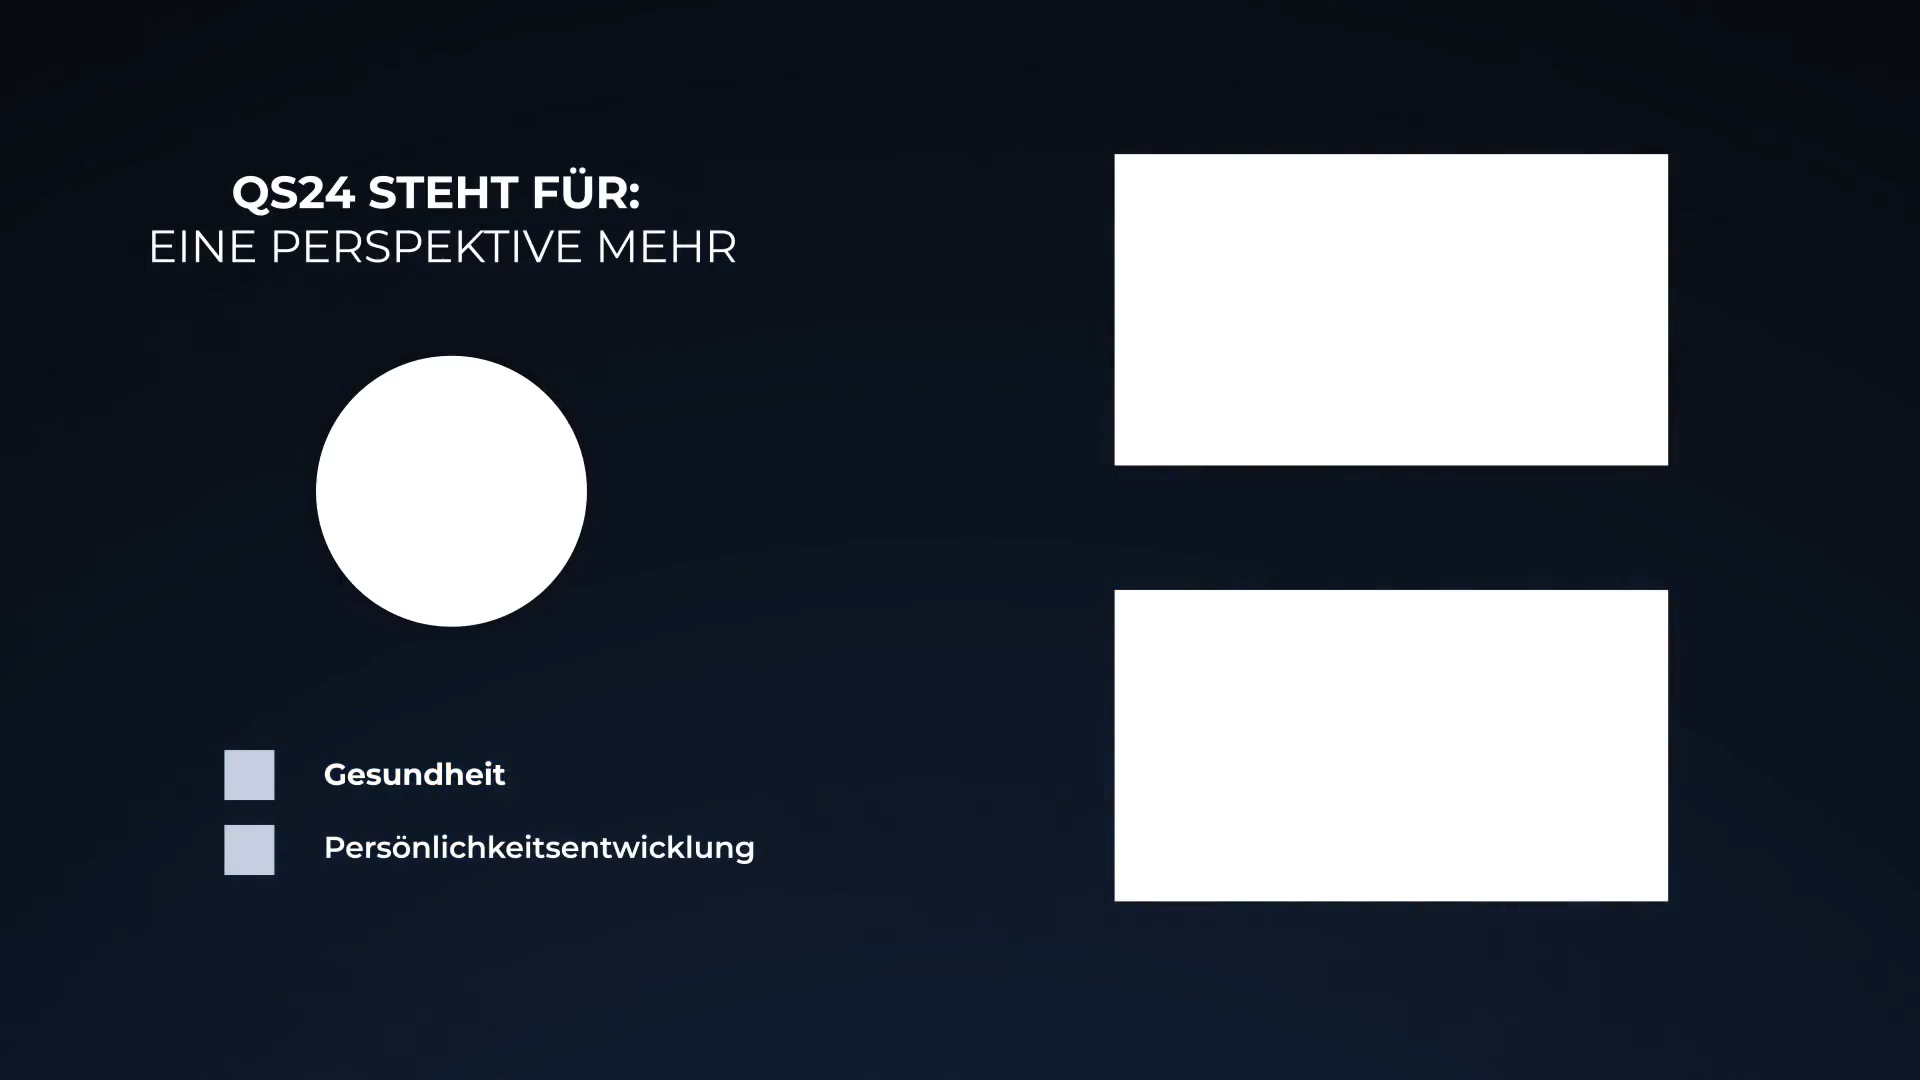 QS24 STEHT FÜR:
EINE PERSPEKTIVE MEHR
Gesundheit
Persönlichkeitsentwicklung